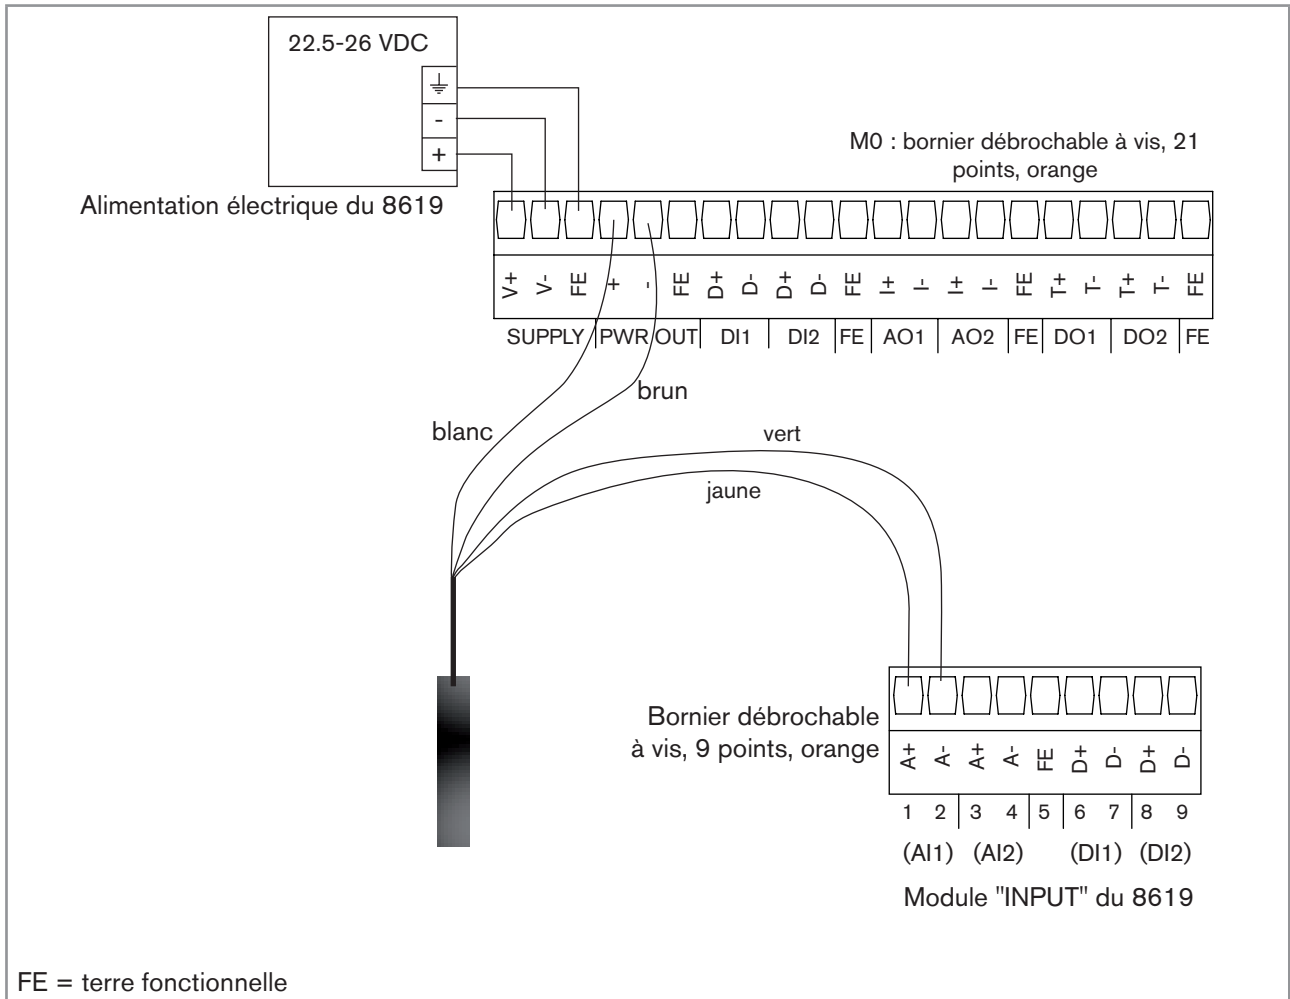 22.5-26 VDC
-
+
Alimentation électrique du 8619
M0 : bornier débrochable à vis, 21
points, orange
V+ V- FE + - FE D+ D- D+ D- FE I+ I- I+ I- FE T+ T- T+ T- FE
SUPPLY PWR OUT DI1 DI2 FE AO1 AO2 FE DO1 DO2 FE
brun
blanc
vert
jaune
Bornier débrochable
à vis, 9 points, orange
A+ A- A+ A- FE D+ D- D+ D-
1 2 3 4 5 6 7 8 9
(AI1) (AI2) (DI1) (DI2)
Module "INPUT" du 8619
FE = terre fonctionnelle